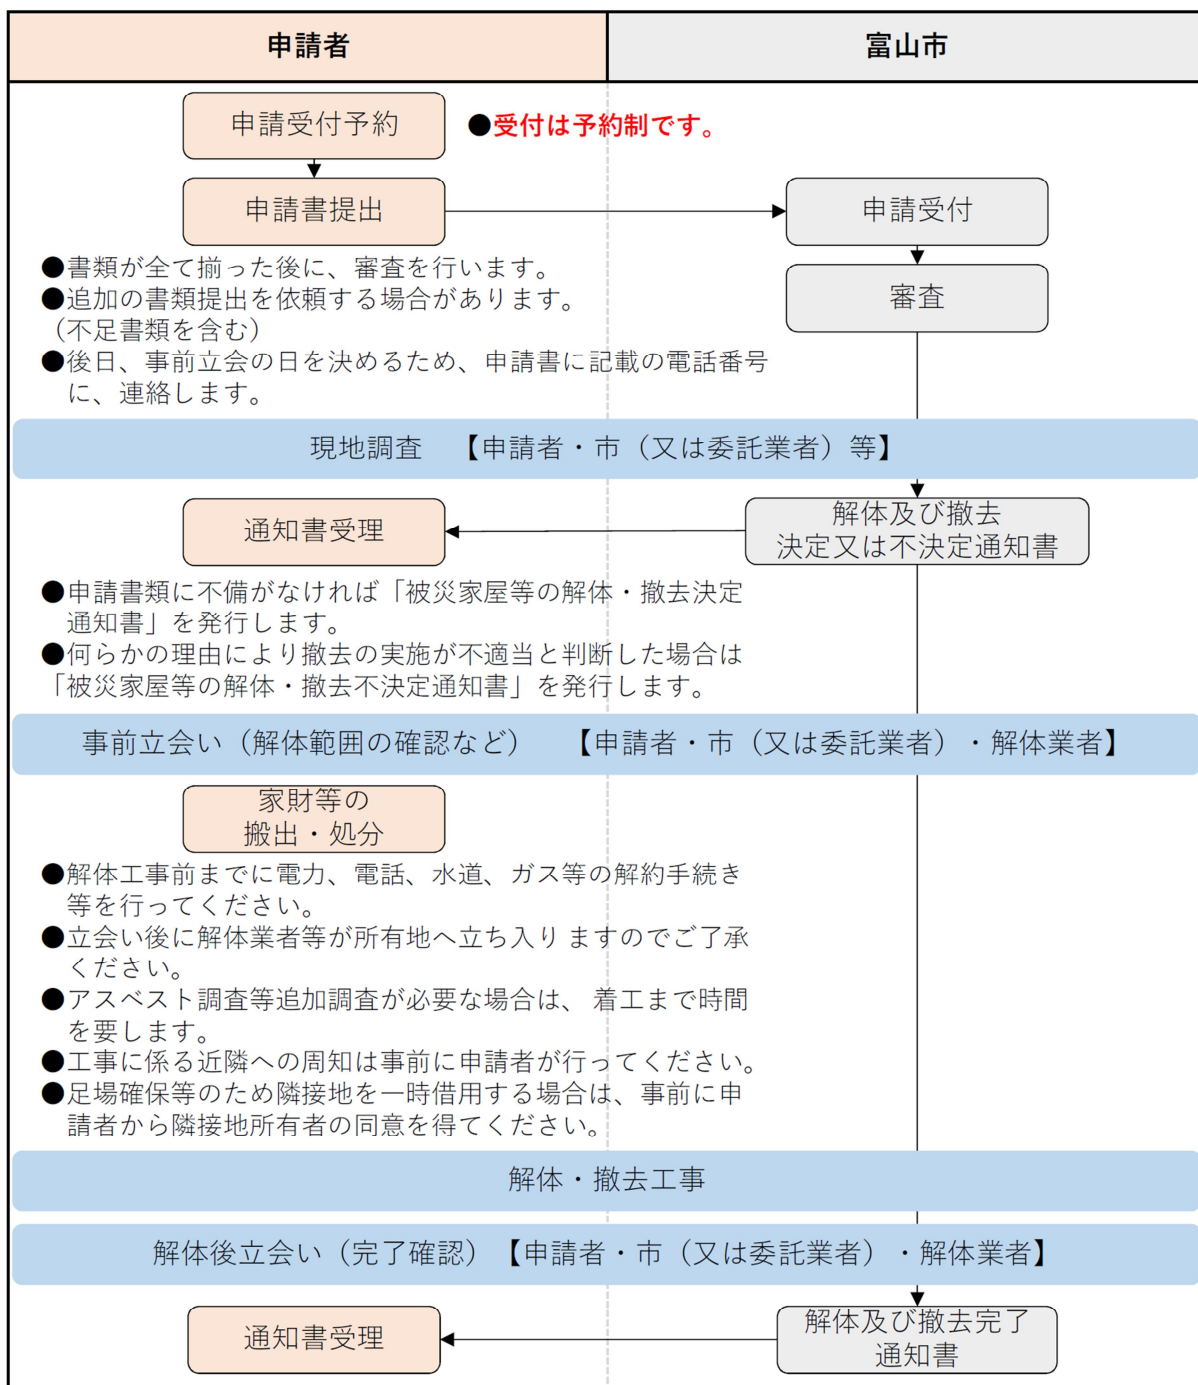 申請者
富山市
申請受付予約
●受付は予約制です。
申請書提出
申請受付
●書類が全て揃った後に、審査を行います。
●追加の書類提出を依頼する場合があります。
（不足書類を含む）
●後日、事前立会の日を決めるため、申請書に記載の電話番号
に、連絡します。
審査
現地調査　【申請者・市（又は委託業者）等】
通知書受理
解体及び撤去
決定又は不決定通知書
●申請書類に不備がなければ「被災家屋等の解体・撤去決定
通知書」を発行します。
●何らかの理由により撤去の実施が不適当と判断した場合は
「被災家屋等の解体・撤去不決定通知書」を発行します。
事前立会い（解体範囲の確認など）　【申請者・市（又は委託業者）・解体業者】
家財等の
搬出・処分
●解体工事前までに電力、電話、水道、ガス等の解約手続き
等を行ってください。
●立会い後に解体業者等が所有地へ立ち入りますのでご了承
ください。
●アスベスト調査等追加調査が必要な場合は、着工まで時間
を要します。
●工事に係る近隣への周知は事前に申請者が行ってください。
●足場確保等のため隣接地を一時借用する場合は、事前に申
請者から隣接地所有者の同意を得てください。
解体・撤去工事
解体後立会い（完了確認）【申請者・市（又は委託業者）・解体業者】
通知書受理
解体及び撤去完了
通知書